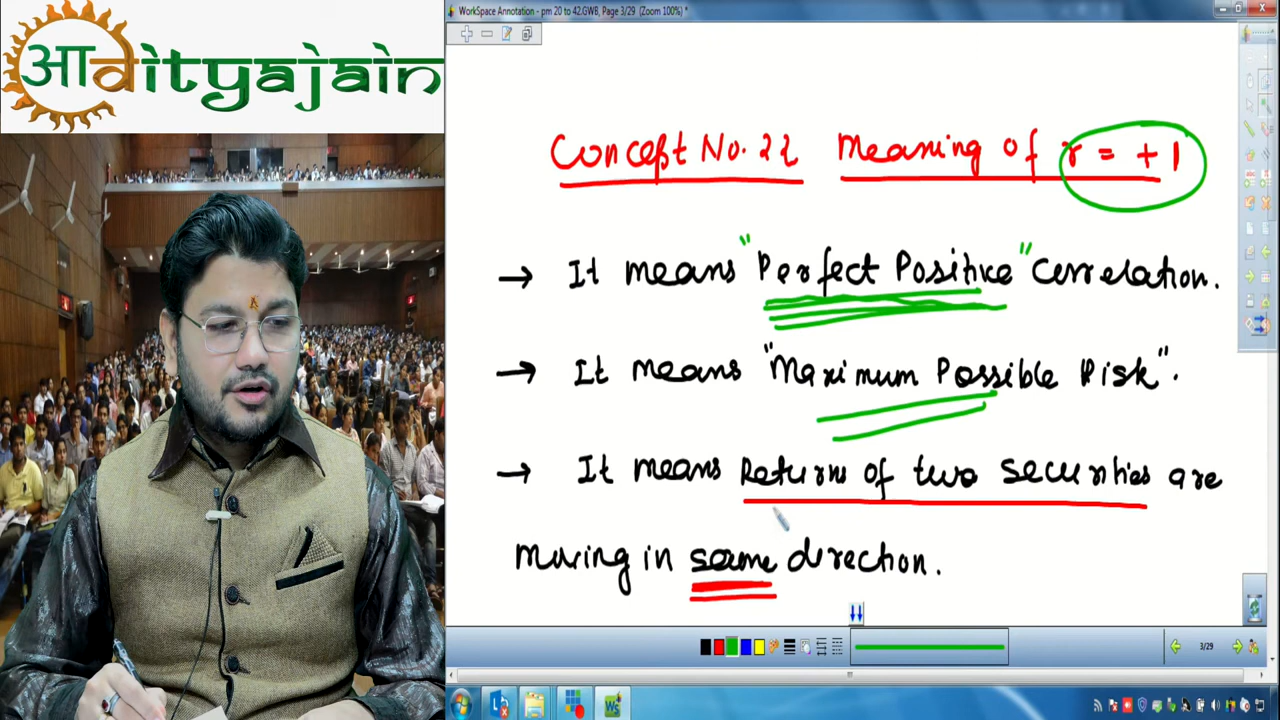 आdityajain
WorkSpace Annotation - pm 20 to 42.GWB, Page 3/29 (Zoom 100%) *
Concept No. 22 Meaning of r = +1
→ It means "Perfect Positive" Correlation.
→ It means "Maximum Possible Risk".
→ It means Returns of two securities are
moving in same direction.
3/29